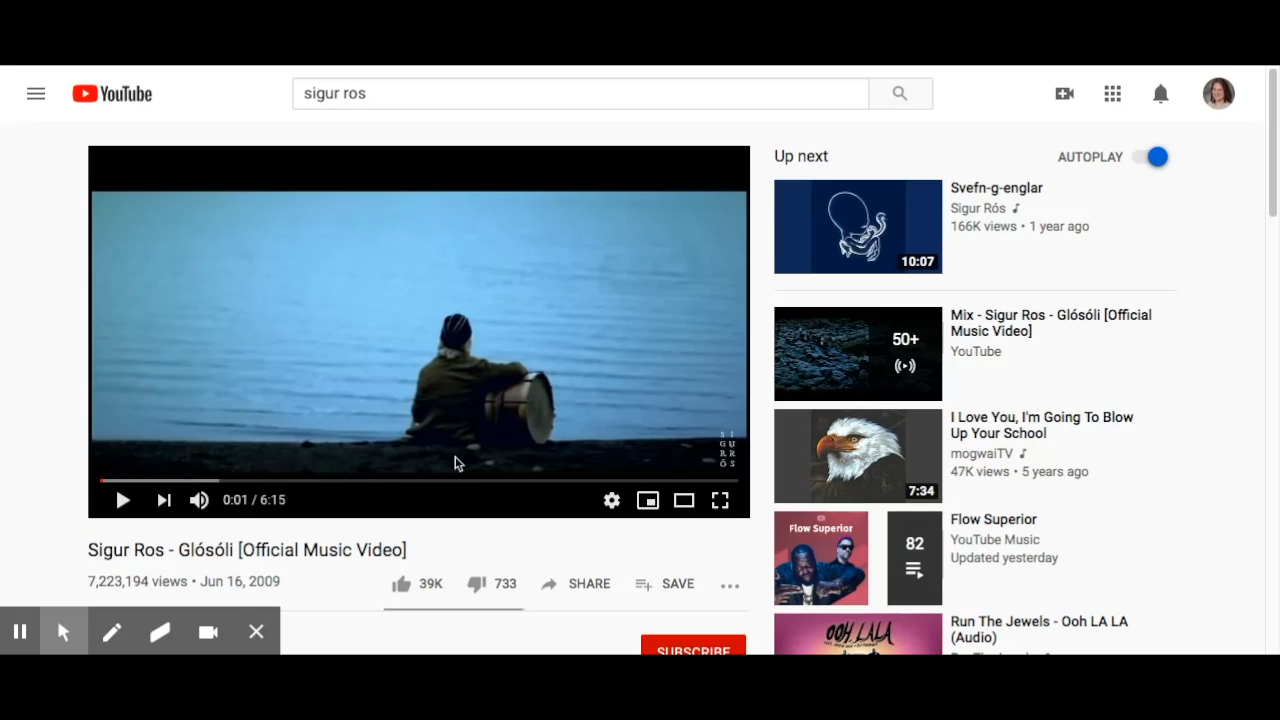 YouTube
sigur ros
SIGUR RÓS
0:01 / 6:15
Sigur Ros - Glósóli [Official Music Video]
7,223,194 views • Jun 16, 2009
39K
733
SHARE
SAVE
SUBSCRIBE
Up next
AUTOPLAY
10:07
Svefn-g-englar
Sigur Rós
166K views • 1 year ago
50+
Mix - Sigur Ros - Glósóli [Official
Music Video]
YouTube
7:34
I Love You, I'm Going To Blow
Up Your School
mogwaiTV
47K views • 5 years ago
Flow Superior
82
Flow Superior
YouTube Music
Updated yesterday
OOH LALA
Run The Jewels - Ooh LA LA
(Audio)